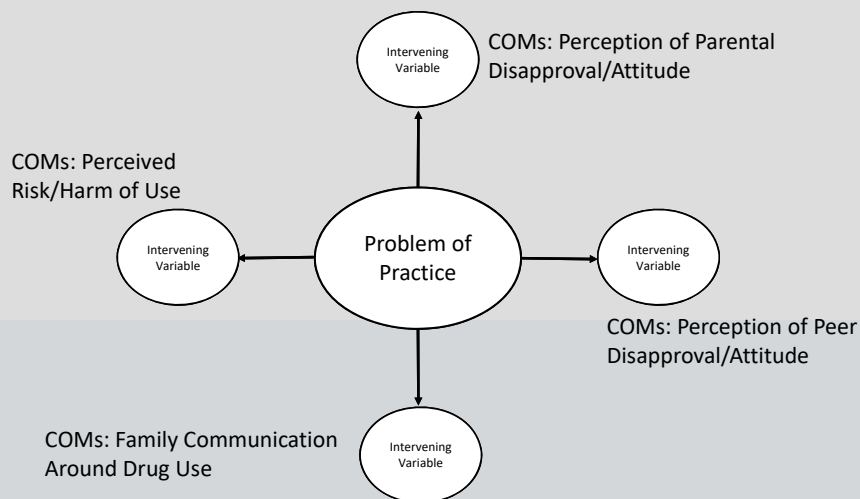 Intervening
Variable
COMs: Perception of Parental
Disapproval/Attitude
COMs: Perceived
Risk/Harm of Use
Intervening
Variable
Problem of
Practice
Intervening
Variable
COMs: Perception of Peer
Disapproval/Attitude
COMs: Family Communication
Around Drug Use
Intervening
Variable